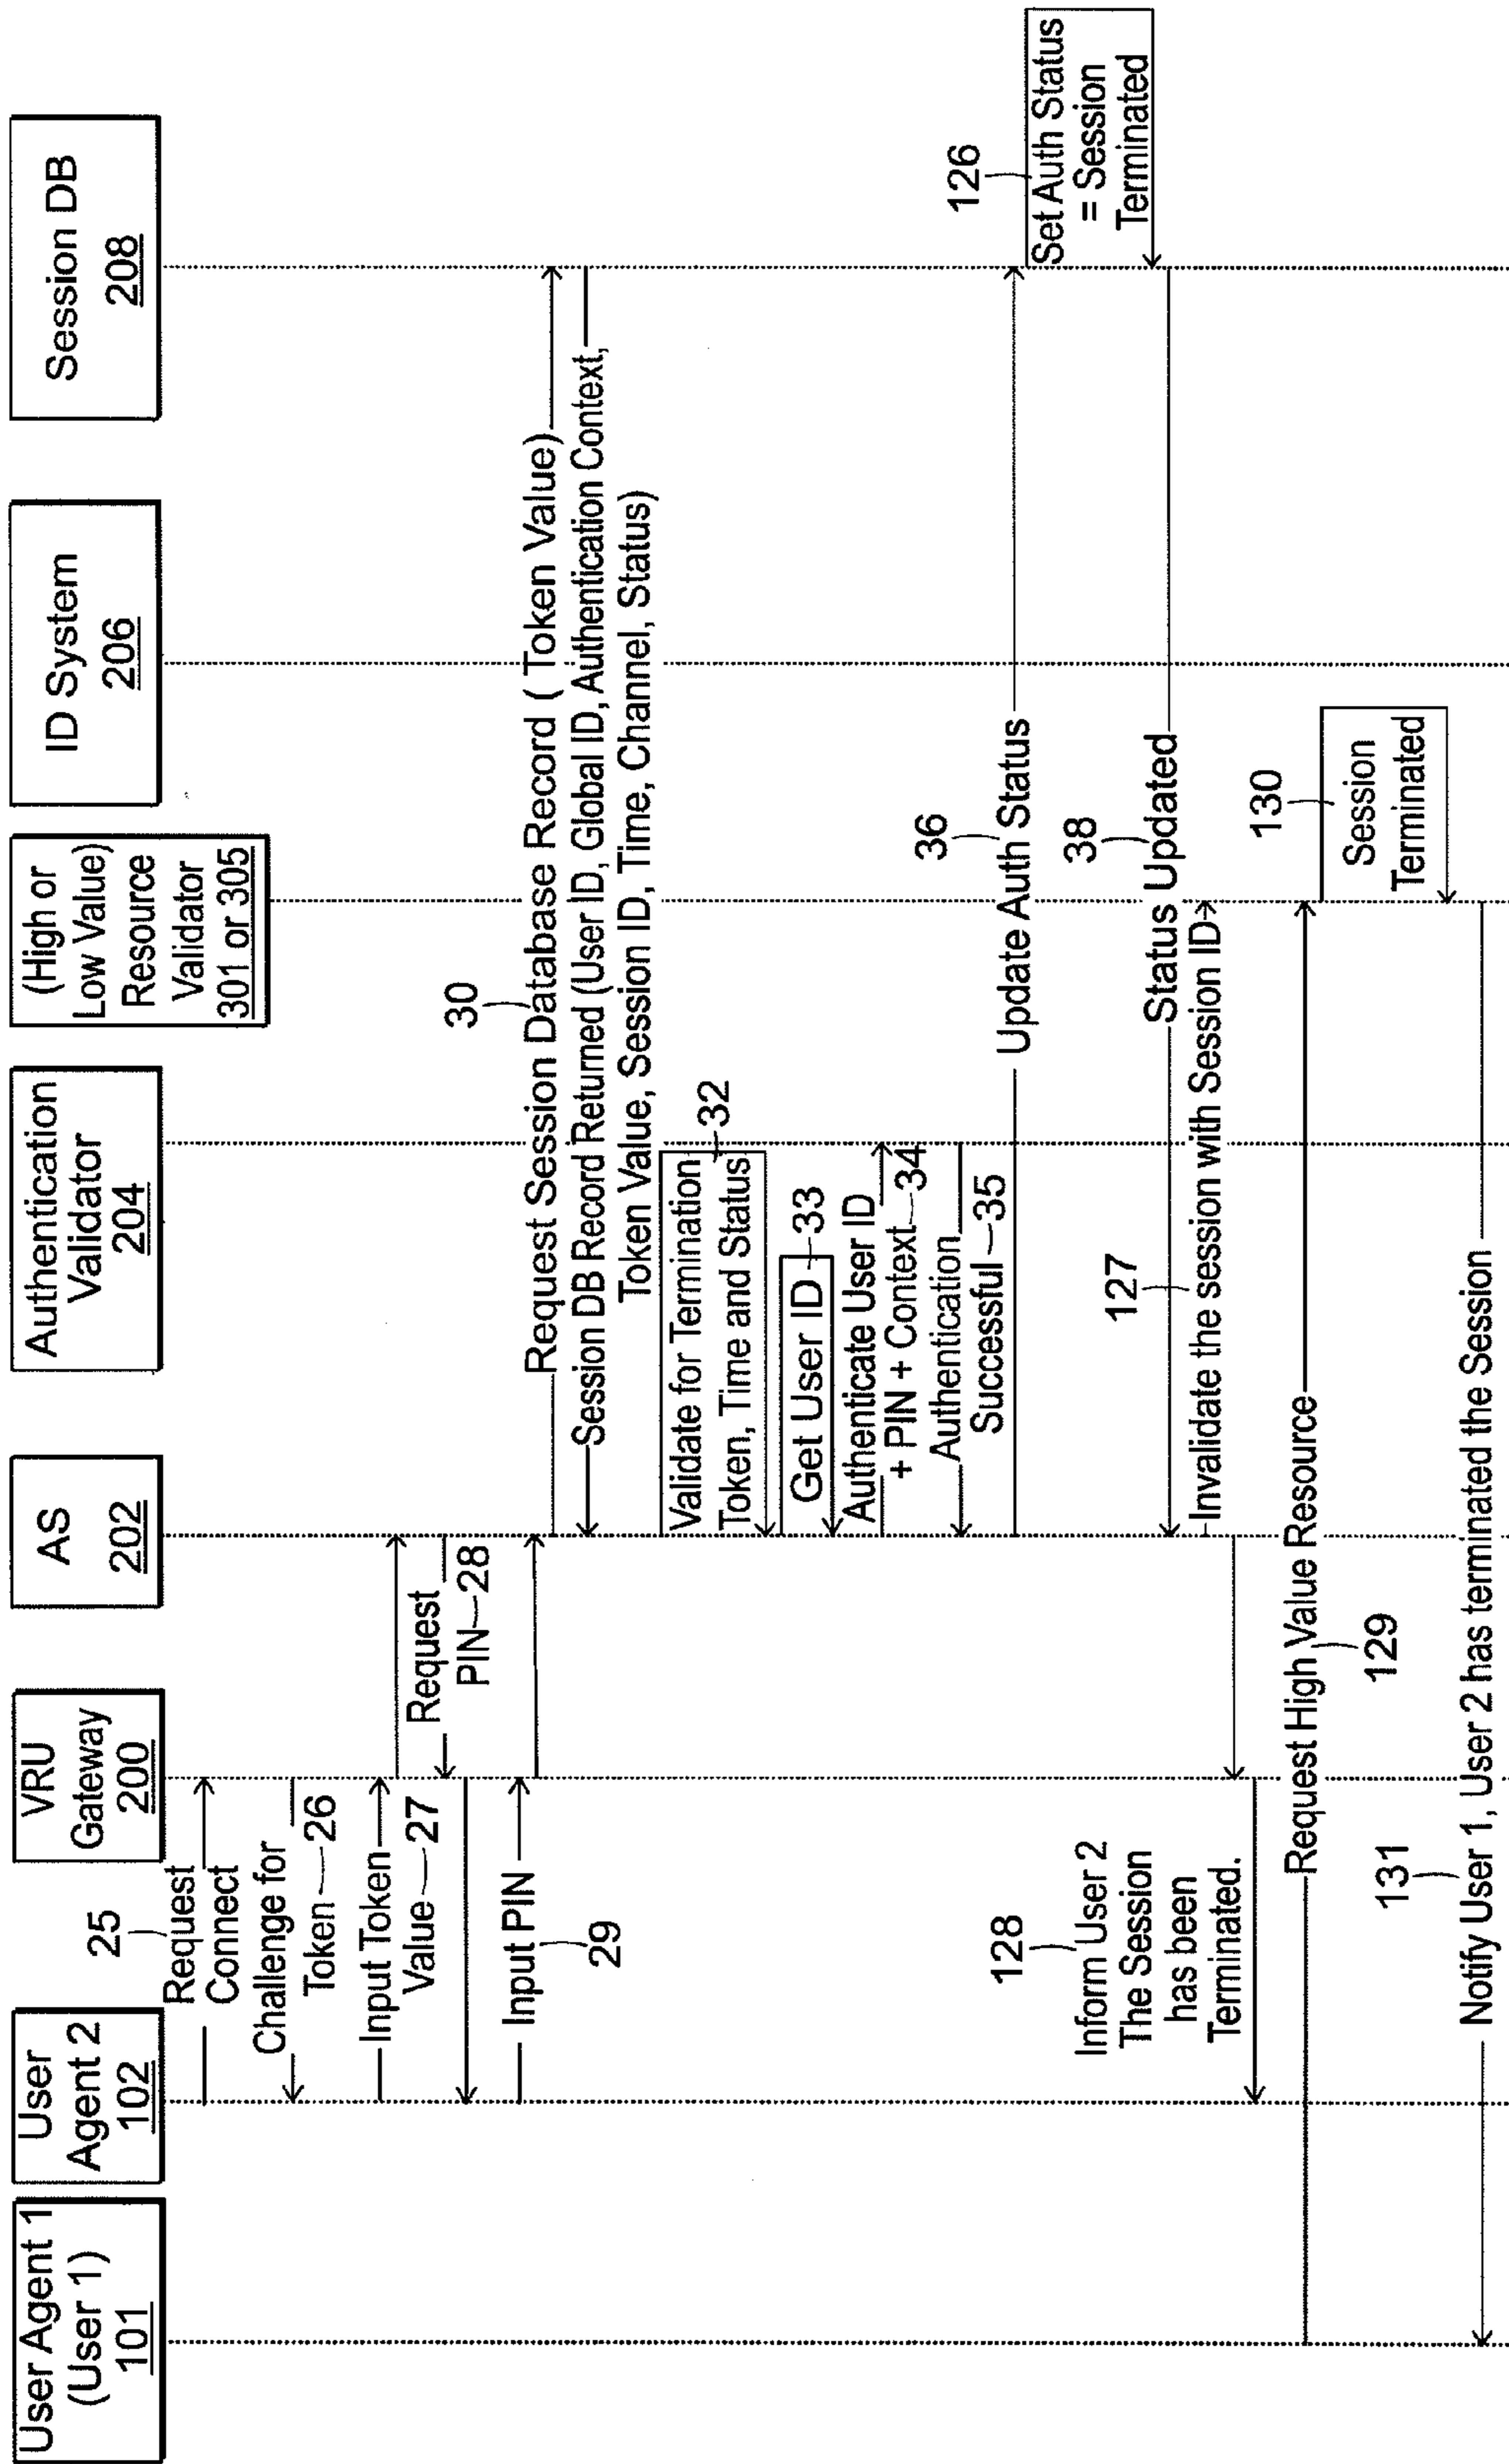 User Agent 1
(User 1)
101
User
Agent 2
102
VRU
Gateway
200
AS
202
Authentication
Validator
204
(High or
Low Value)
Resource
Validator
301 or 305
ID System
206
Session DB
208
25
Request
Connect
Challenge for
Token 26
Input Token
Value 27
Request
PIN 28
Input PIN
29
30
Request Session Database Record ( Token Value)
Session DB Record Returned (User ID, Global ID, Authentication Context,
Token Value, Session ID, Time, Channel, Status)
Validate for Termination
Token, Time and Status
32
Get User ID 33
Authenticate User ID
+ PIN + Context 34
Authentication
Successful 35
36
Update Auth Status
126
Set Auth Status
= Session
Terminated
38
Status Updated
127
Invalidate the session with Session ID
128
Inform User 2
The Session
has been
Terminated.
Request High Value Resource
129
130
Session
Terminated
131
Notify User 1, User 2 has terminated the Session